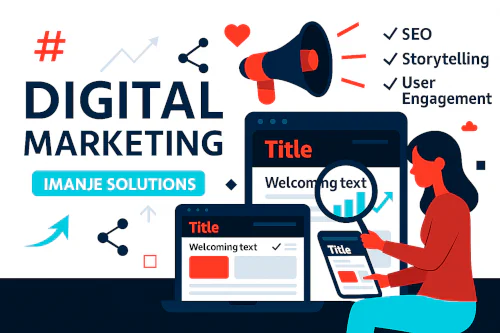 #
DIGITAL
MARKETING
IMANJE SOLUTIONS
SEO
Storytelling
User
Engagement
Title
Welcoming text
Title
Welcoming text
Title